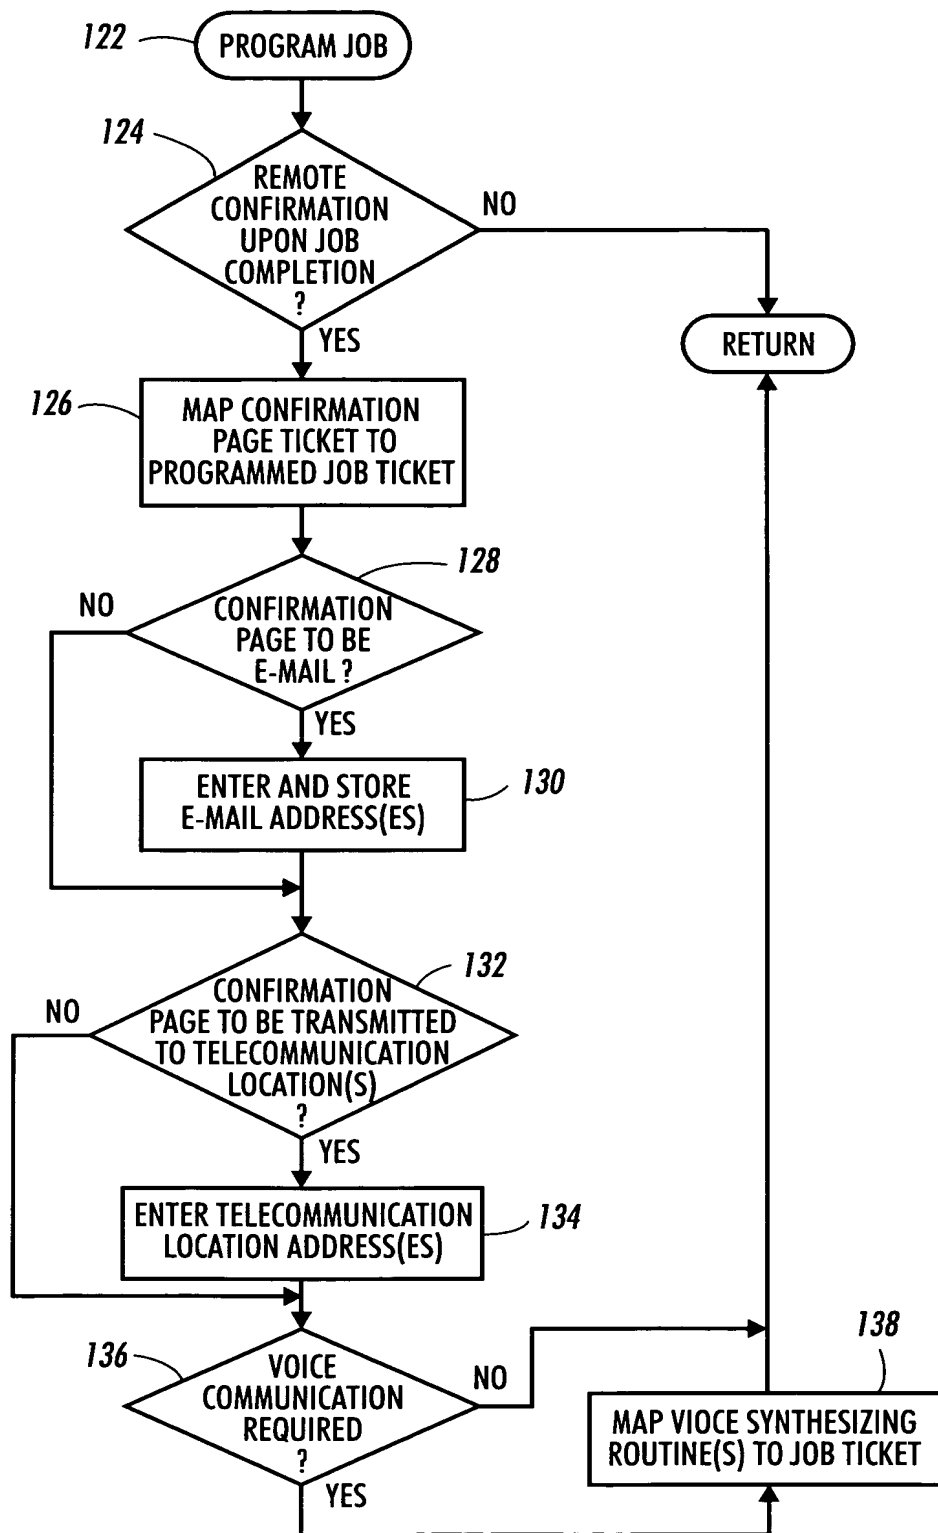 122
PROGRAM JOB
124
REMOTE
CONFIRMATION
UPON JOB
COMPLETION
?
NO
RETURN
YES
126
MAP CONFIRMATION
PAGE TICKET TO
PROGRAMMED JOB TICKET
128
NO
CONFIRMATION
PAGE TO BE
E-MAIL ?
YES
130
ENTER AND STORE
E-MAIL ADDRESS(ES)
132
NO
CONFIRMATION
PAGE TO BE TRANSMITTED
TO TELECOMMUNICATION
LOCATION(S)
?
YES
134
ENTER TELECOMMUNICATION
LOCATION ADDRESS(ES)
136
VOICE
COMMUNICATION
REQUIRED
?
NO
YES
138
MAP VIOCE SYNTHESIZING
ROUTINE(S) TO JOB TICKET